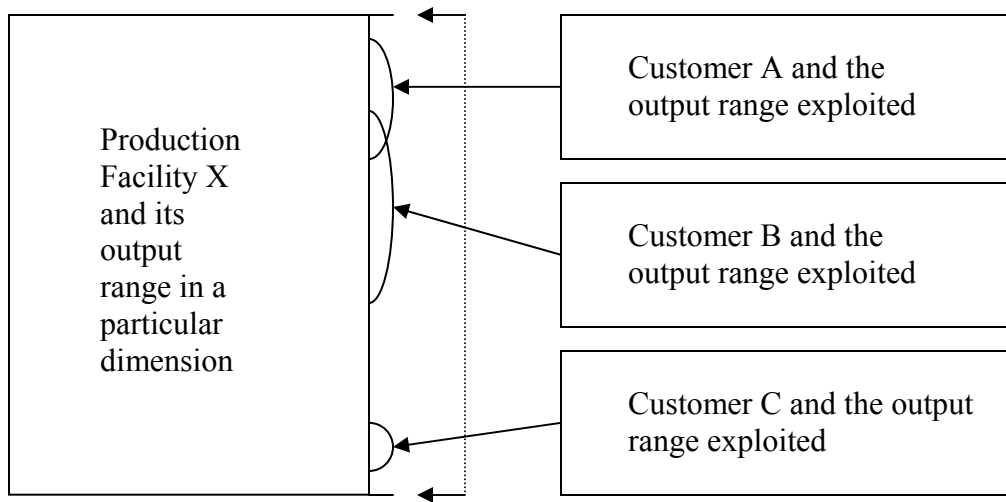 Production
Facility X
and its
output
range in a
particular
dimension
Customer A and the
output range exploited
Customer B and the
output range exploited
Customer C and the output
range exploited